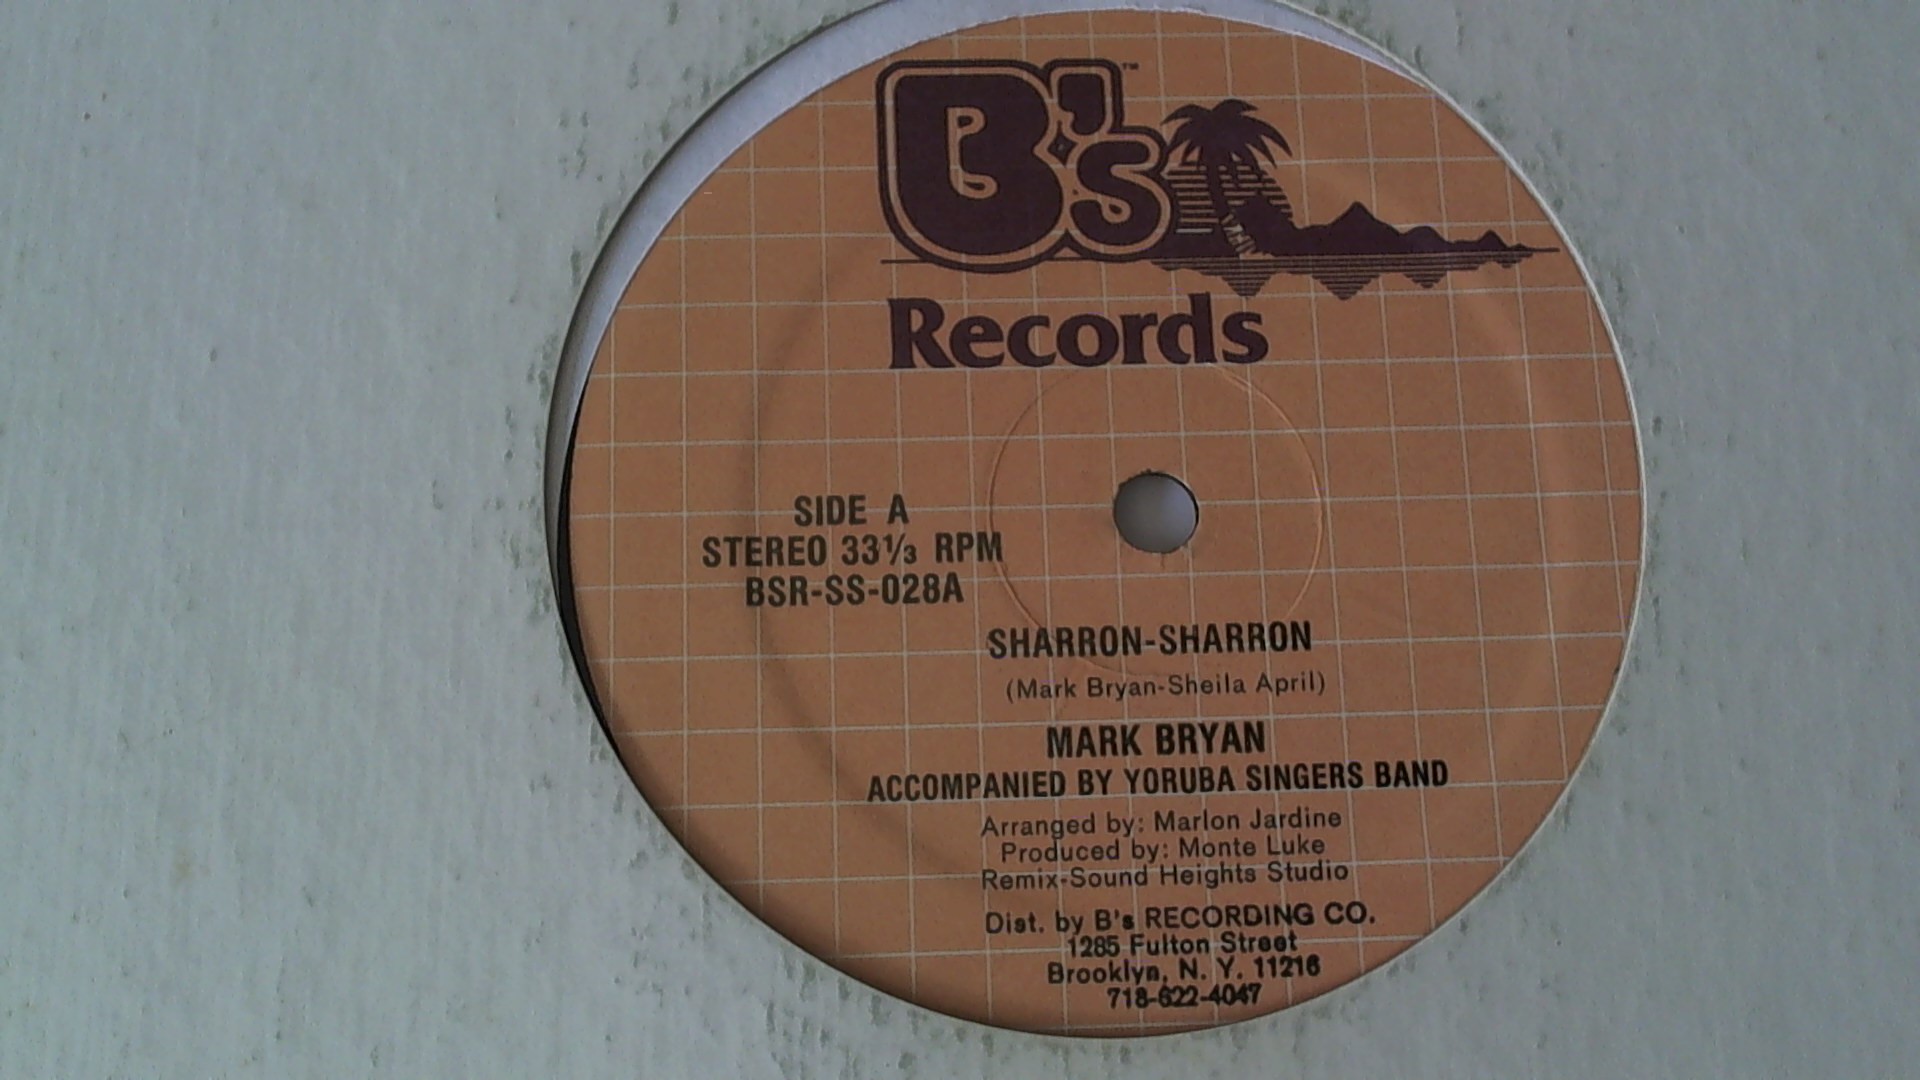 B's™
Records
SIDE A
STEREO 33⅓ RPM
BSR-SS-028A
SHARRON-SHARRON
(Mark Bryan-Sheila April)
MARK BRYAN
ACCOMPANIED BY YORUBA SINGERS BAND
Arranged by: Marlon Jardine
Produced by: Monte Luke
Remix-Sound Heights Studio
Dist. by B's RECORDING CO.
1285 Fulton Street
Brooklyn, N. Y. 11216
718-622-4047